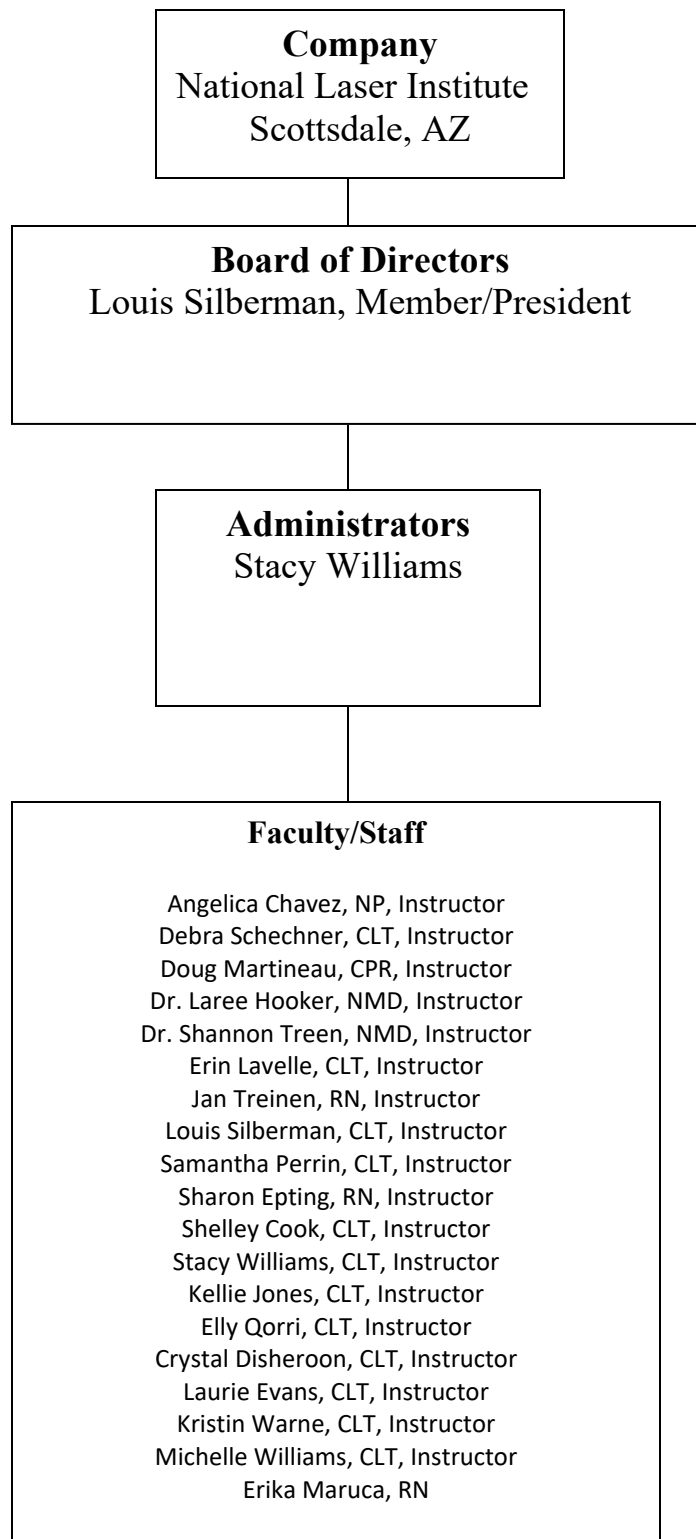 Company
National Laser Institute
Scottsdale, AZ
Board of Directors
Louis Silberman, Member/President
Administrators
Stacy Williams
Faculty/Staff
Angelica Chavez, NP, Instructor
Debra Schechner, CLT, Instructor
Doug Martineau, CPR, Instructor
Dr. Laree Hooker, NMD, Instructor
Dr. Shannon Treen, NMD, Instructor
Erin Lavelle, CLT, Instructor
Jan Treinen, RN, Instructor
Louis Silberman, CLT, Instructor
Samantha Perrin, CLT, Instructor
Sharon Epting, RN, Instructor
Shelley Cook, CLT, Instructor
Stacy Williams, CLT, Instructor
Kellie Jones, CLT, Instructor
Elly Qorri, CLT, Instructor
Crystal Disheroon, CLT, Instructor
Laurie Evans, CLT, Instructor
Kristin Warne, CLT, Instructor
Michelle Williams, CLT, Instructor
Erika Maruca, RN